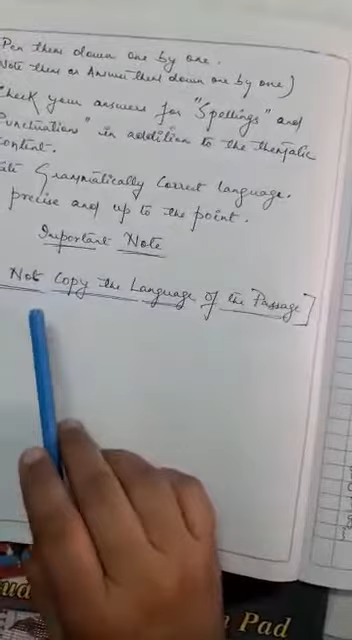 Pen them down one by one.
Note them or Answer them down one by one)
Check your answers for "Spellings" and
Punctuations" in addition to the thematic
content.
Grammatically Correct language.
precise and up to the point.
Important Note
Not Copy the Language of the Passage]
Pad